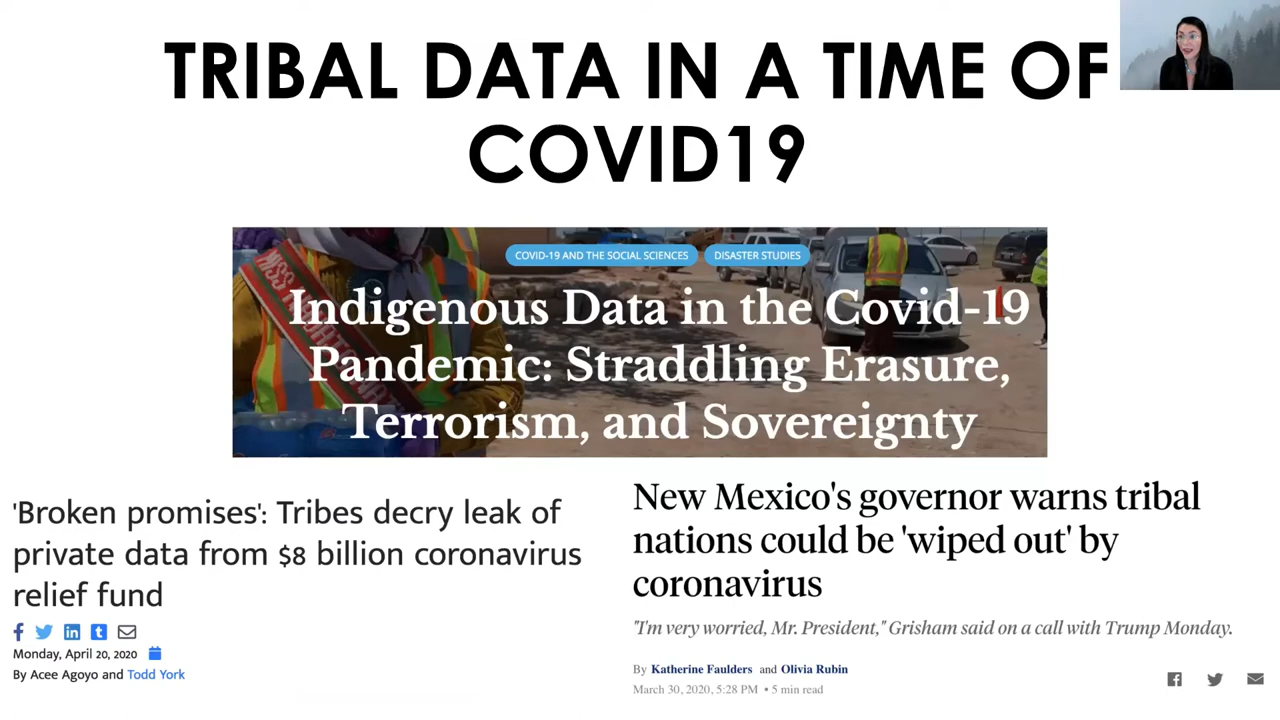 TRIBAL DATA IN A TIME OF
COVID19
COVID-19 AND THE SOCIAL SCIENCES
DISASTER STUDIES
Indigenous Data in the Covid-19
Pandemic: Straddling Erasure,
Terrorism, and Sovereignty
'Broken promises': Tribes decry leak of
private data from $8 billion coronavirus
relief fund
Monday, April 20, 2020
By Acee Agoyo and Todd York
New Mexico's governor warns tribal
nations could be 'wiped out' by
coronavirus
"I'm very worried, Mr. President," Grisham said on a call with Trump Monday.
By Katherine Faulders and Olivia Rubin
March 30, 2020, 5:28 PM • 5 min read